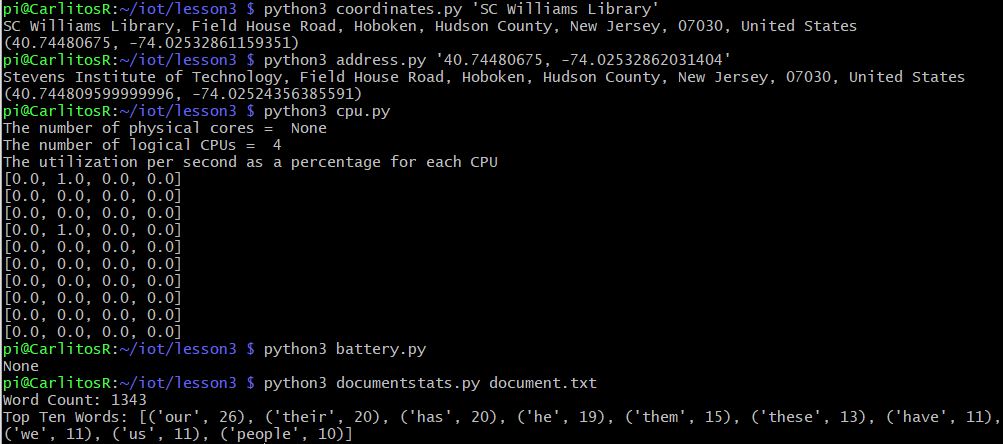 pi@CarlitosR:~/iot/lesson3 $ python3 coordinates.py 'SC Williams Library'
SC Williams Library, Field House Road, Hoboken, Hudson County, New Jersey, 07030, United States
(40.74480675, -74.02532861159351)
pi@CarlitosR:~/iot/lesson3 $ python3 address.py '40.74480675, -74.02532862031404'
Stevens Institute of Technology, Field House Road, Hoboken, Hudson County, New Jersey, 07030, United States
(40.744809599999996, -74.02524356385591)
pi@CarlitosR:~/iot/lesson3 $ python3 cpu.py
The number of physical cores =  None
The number of logical CPUs =  4
The utilization per second as a percentage for each CPU
[0.0, 1.0, 0.0, 0.0]
[0.0, 0.0, 0.0, 0.0]
[0.0, 0.0, 0.0, 0.0]
[0.0, 1.0, 0.0, 0.0]
[0.0, 0.0, 0.0, 0.0]
[0.0, 0.0, 0.0, 0.0]
[0.0, 0.0, 0.0, 0.0]
[0.0, 0.0, 0.0, 0.0]
[0.0, 0.0, 0.0, 0.0]
[0.0, 0.0, 0.0, 0.0]
pi@CarlitosR:~/iot/lesson3 $ python3 battery.py
None
pi@CarlitosR:~/iot/lesson3 $ python3 documentstats.py document.txt
Word Count: 1343
Top Ten Words: [('our', 26), ('their', 20), ('has', 20), ('he', 19), ('them', 15), ('these', 13), ('have', 11),
('we', 11), ('us', 11), ('people', 10)]